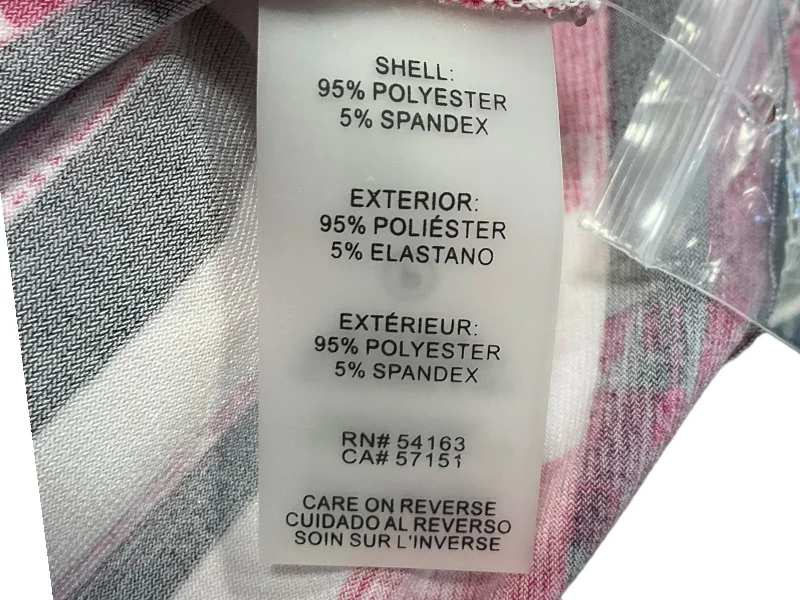 SHELL:
95% POLYESTER
5% SPANDEX
EXTERIOR:
95% POLIÉSTER
5% ELASTANO
EXTÉRIEUR:
95% POLYESTER
5% SPANDEX
RN# 54163
CA# 57151
CARE ON REVERSE
CUIDADO AL REVERSO
SOIN SUR L'INVERSE